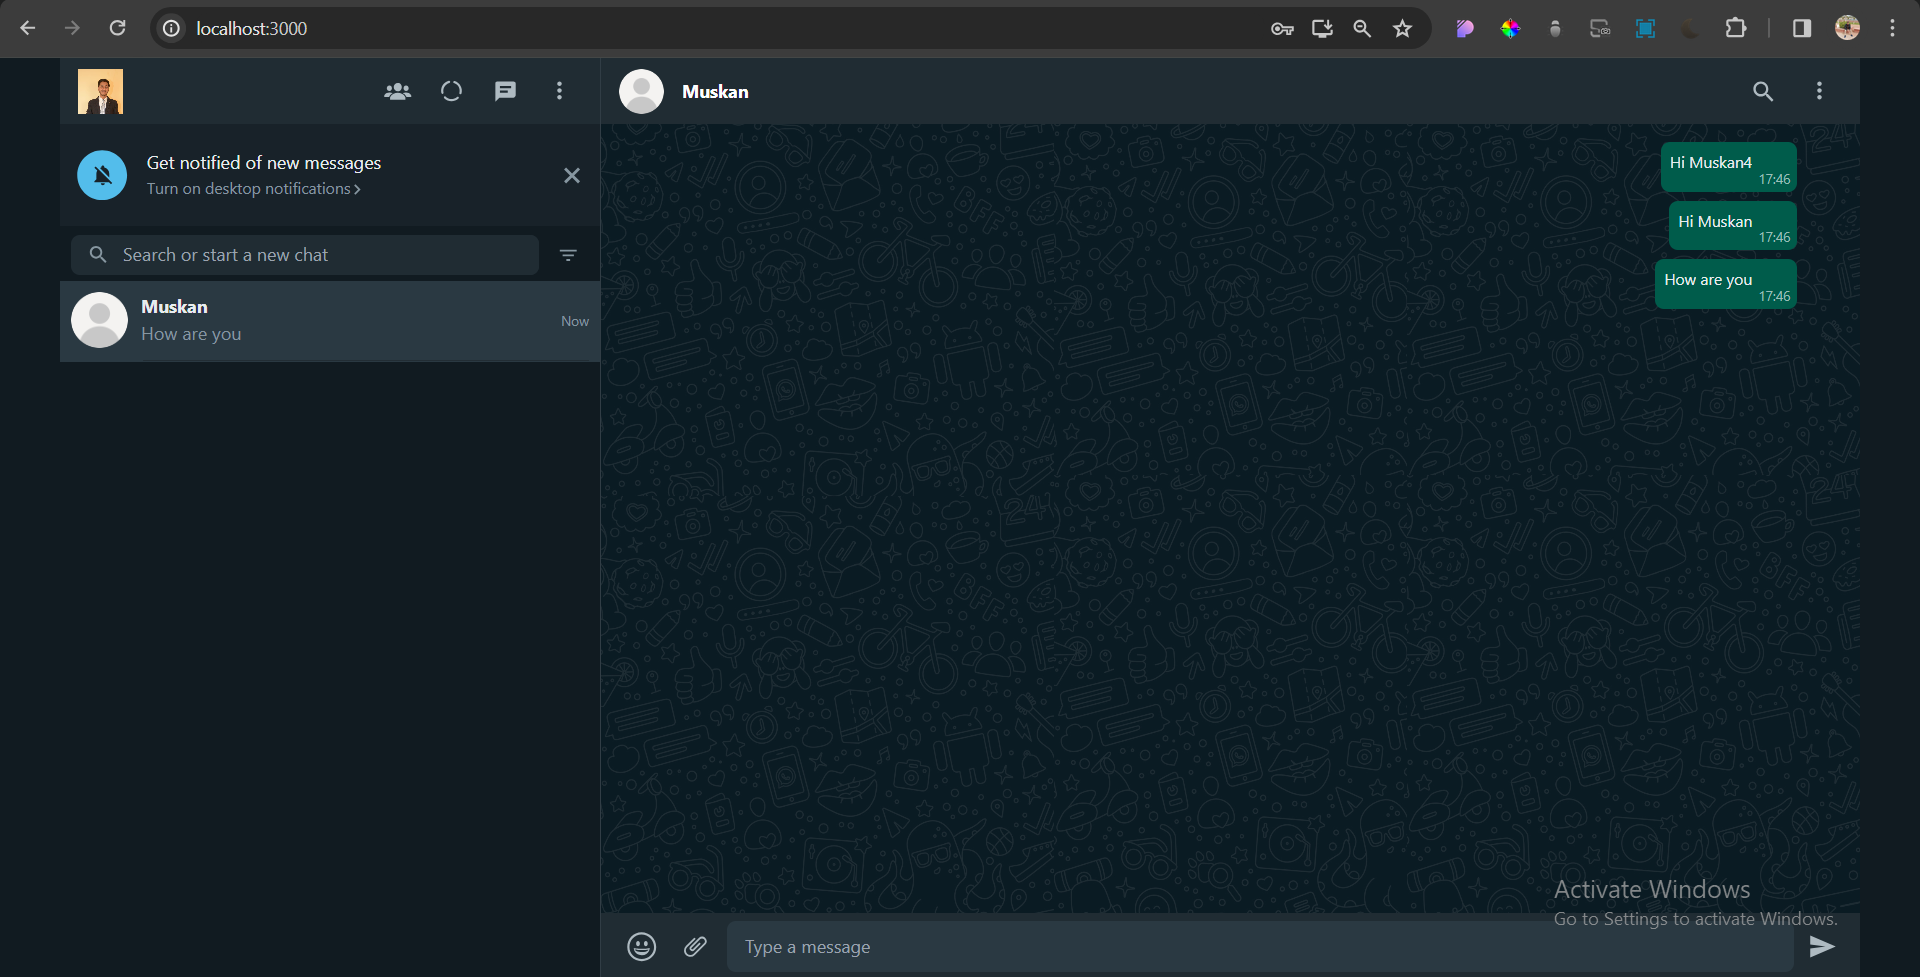 localhost:3000
Get notified of new messages
Turn on desktop notifications
Search or start a new chat
Muskan
How are you
Now
Muskan
Hi Muskan4
17:46
Hi Muskan
17:46
How are you
17:46
Activate Windows
Go to Settings to activate Windows.
Type a message